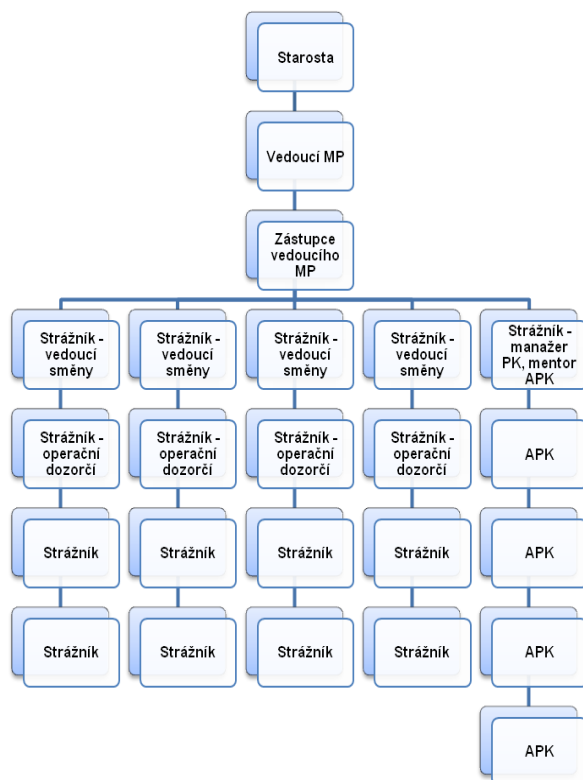 Starosta
Vedoucí MP
Zástupce
vedoucího
MP
Strážník -
vedoucí
směny
Strážník -
vedoucí
směny
Strážník -
vedoucí
směny
Strážník -
vedoucí
směny
Strážník -
manažer
PK, mentor
APK
Strážník -
operační
dozorčí
Strážník -
operační
dozorčí
Strážník -
operační
dozorčí
Strážník -
operační
dozorčí
APK
Strážník
Strážník
Strážník
Strážník
APK
Strážník
Strážník
Strážník
Strážník
APK
APK